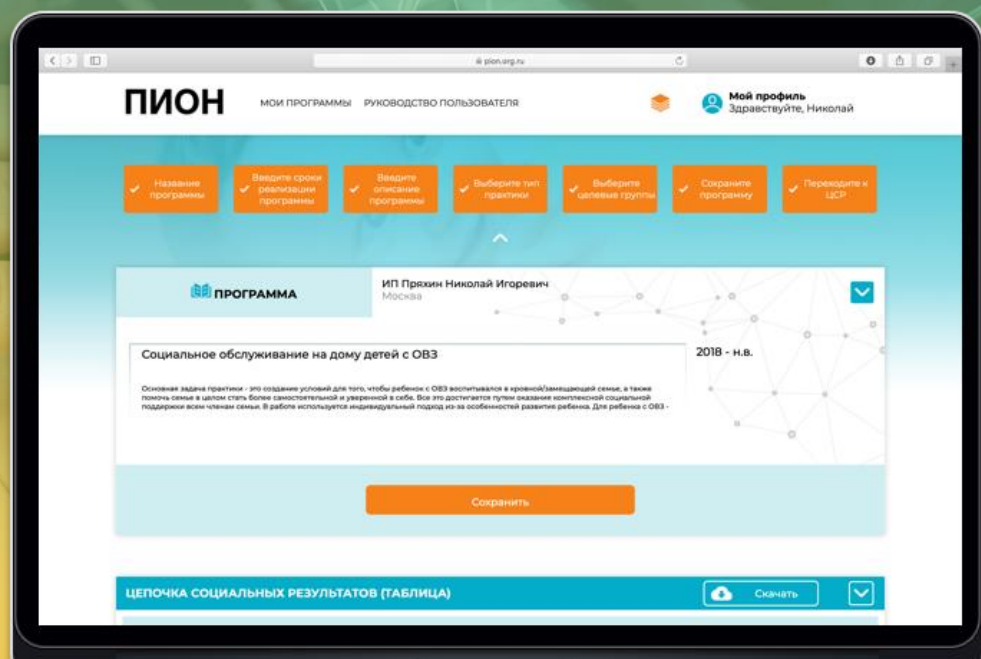 pion.org.ru
ПИОН
МОИ ПРОГРАММЫ РУКОВОДСТВО ПОЛЬЗОВАТЕЛЯ
Мой профиль
Здравствуйте, Николай
Название
программы
Введите сроки
реализации
программы
Введите
описание
программы
Выберите тип
практики
Выберите
целевые группы
Сохраните
программу
Переходите к
ЦСР
ПРОГРАММА
ИП Пряхин Николай Игоревич
Москва
Социальное обслуживание на дому детей с ОВЗ
2018 - н.в.
Основная задача практики - это создание условий для того, чтобы ребенок с ОВЗ воспитывался в кровной/замещающей семье, а также
помочь семье в целом стать более самостоятельной и уверенной в себе. Все это достигается путем оказание комплексной социальной
поддержки всем членам семьи. В работе используется индивидуальный подход из-за особенностей развития ребенка. Для ребенка с ОВЗ -
Сохранить
ЦЕПОЧКА СОЦИАЛЬНЫХ РЕЗУЛЬТАТОВ (ТАБЛИЦА)
Скачать